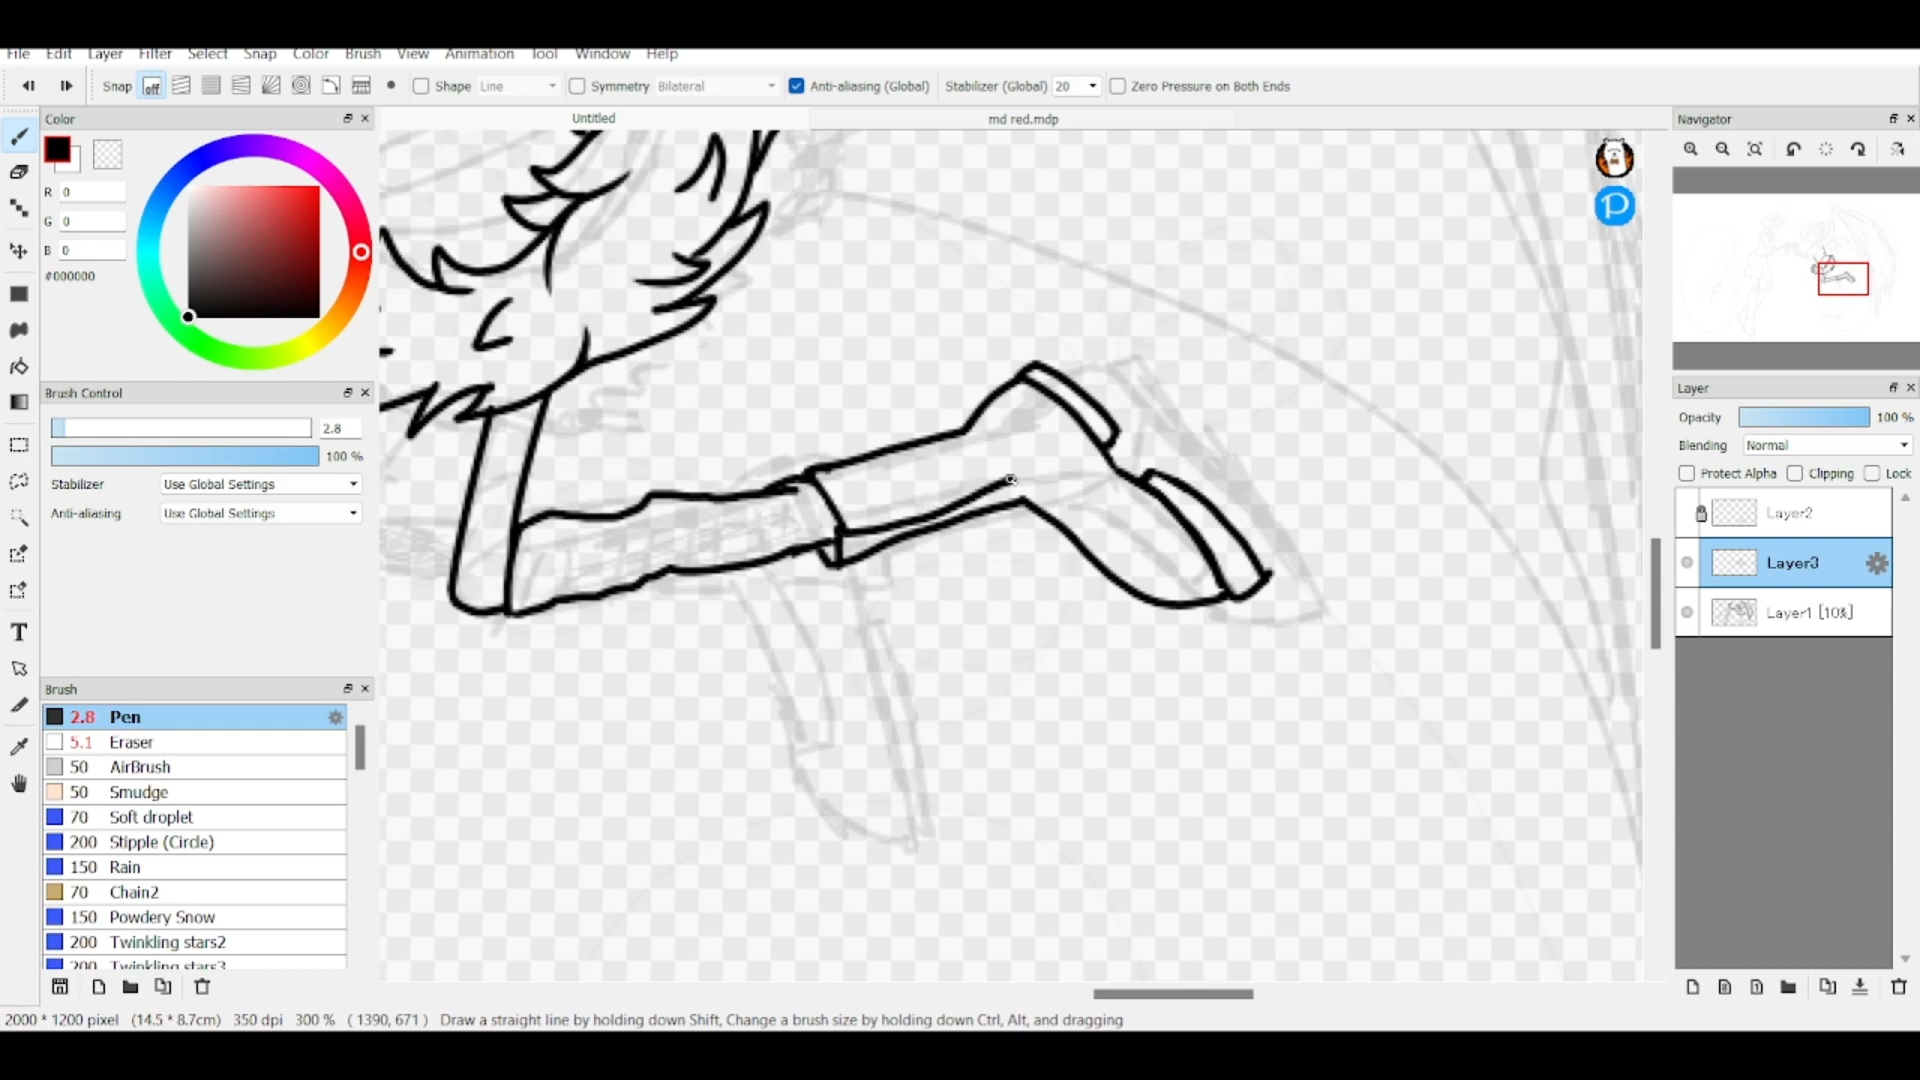 File Edit Layer Filter Select Snap Color Brush View Animation Tool Window Help
Snap off Shape Line Symmetry Bilateral Anti-aliasing (Global) Stabilizer (Global) 20 Zero Pressure on Both Ends
Color
R 0
G 0
B 0
#000000
Brush Control
2.8
100 %
Stabilizer Use Global Settings
Anti-aliasing Use Global Settings
Brush
2.8 Pen
5.1 Eraser
50 AirBrush
50 Smudge
70 Soft droplet
200 Stipple (Circle)
150 Rain
70 Chain2
150 Powdery Snow
200 Twinkling stars2
200 Twinkling stars3
Untitled md red.mdp
P
Navigator
Layer
Opacity 100 %
Blending Normal
Protect Alpha Clipping Lock
Layer2
Layer3
Layer1 [10%]
T
2000 * 1200 pixel (14.5 * 8.7cm) 350 dpi 300 % ( 1390, 671 ) Draw a straight line by holding down Shift, Change a brush size by holding down Ctrl, Alt, and dragging